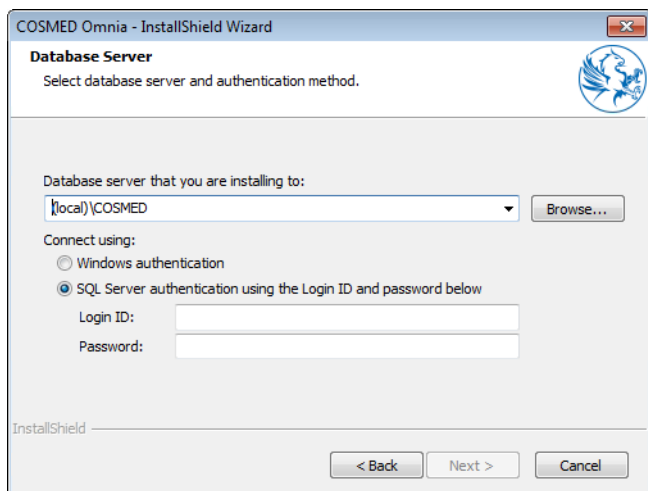 COSMED Omnia - InstallShield Wizard
Database Server
Select database server and authentication method.
Database server that you are installing to:
(local)\COSMED
Browse...
Connect using:
Windows authentication
SQL Server authentication using the Login ID and password below
Login ID:
Password:
InstallShield
< Back
Next >
Cancel